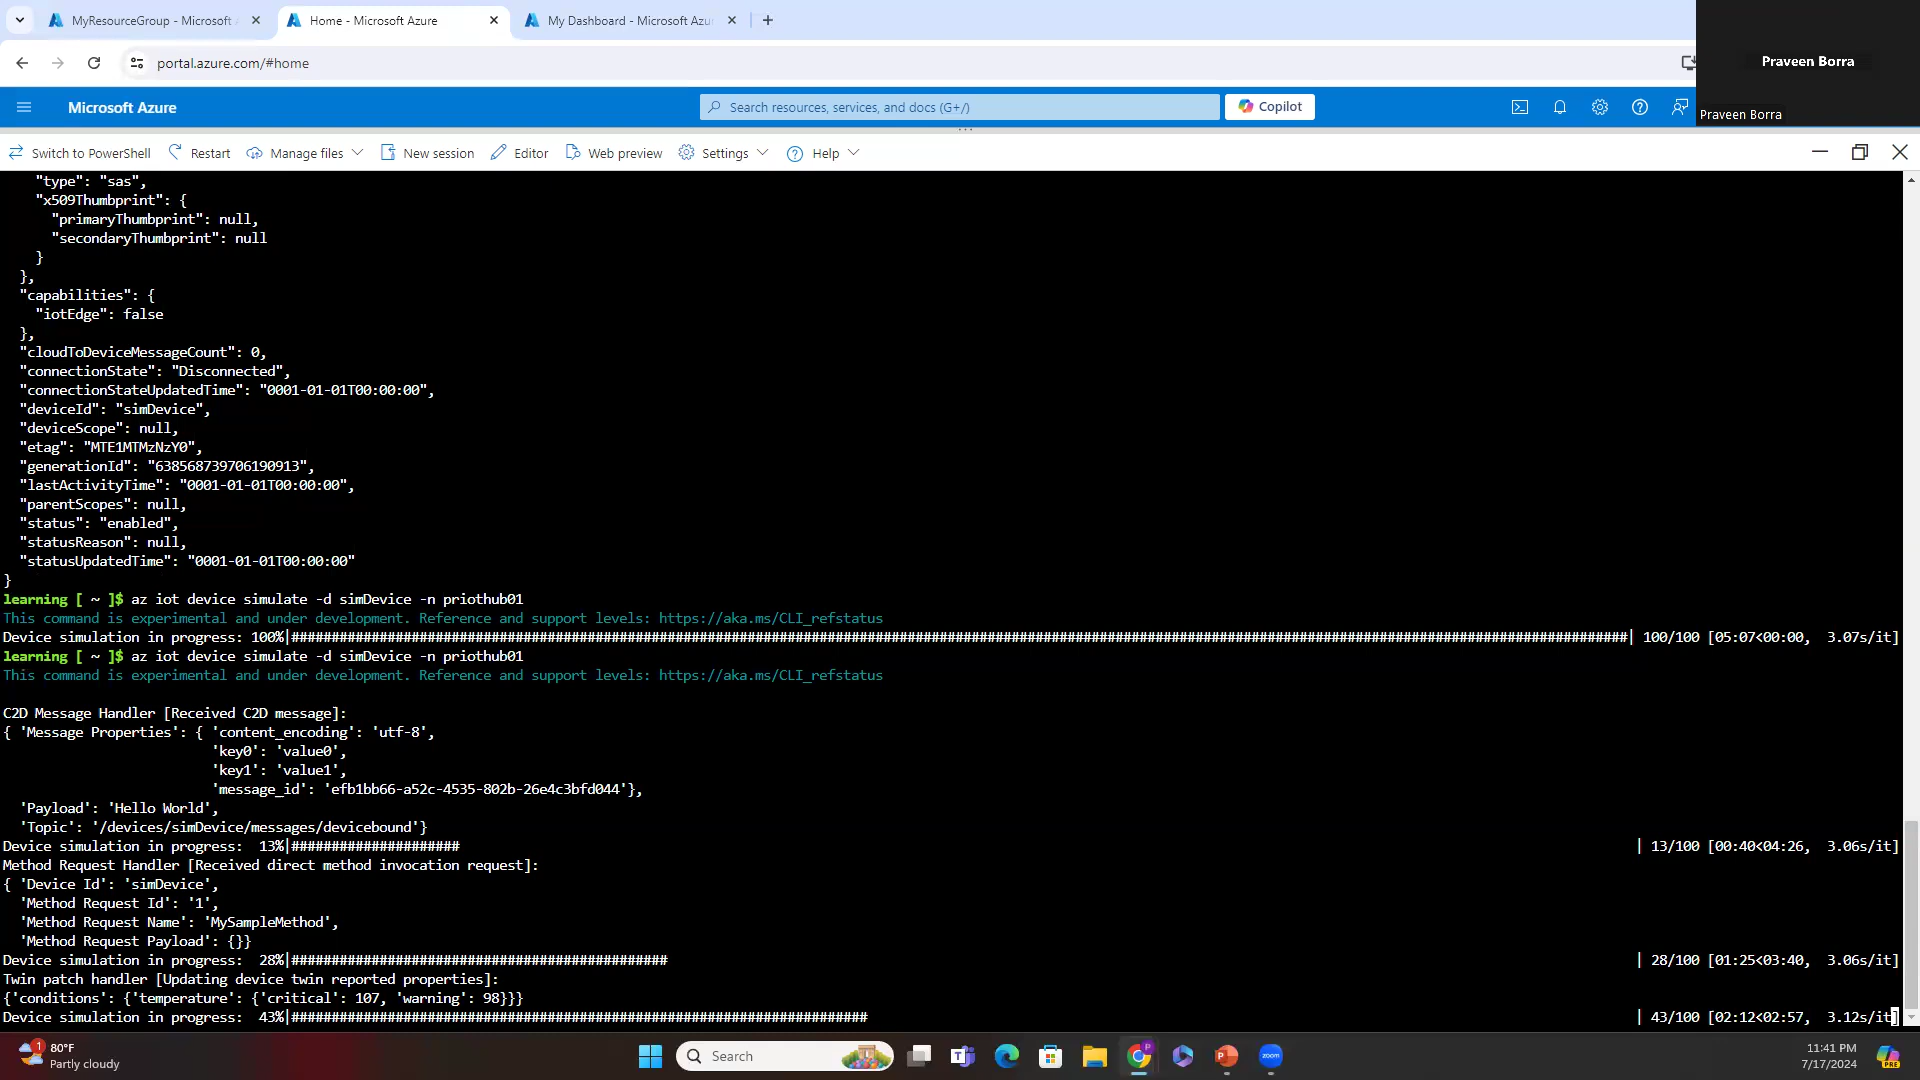 MyResourceGroup - Microsoft
Home - Microsoft Azure
My Dashboard - Microsoft Azu
portal.azure.com/#home
Praveen Borra
Microsoft Azure
Search resources, services, and docs (G+/)
Copilot
Praveen Borra
Switch to PowerShell
Restart
Manage files
New session
Editor
Web preview
Settings
Help
"type": "sas",
"x509Thumbprint": {
"primaryThumbprint": null,
"secondaryThumbprint": null
}
},
"capabilities": {
"iotEdge": false
},
"cloudToDeviceMessageCount": 0,
"connectionState": "Disconnected",
"connectionStateUpdatedTime": "0001-01-01T00:00:00",
"deviceId": "simDevice",
"deviceScope": null,
"etag": "MTE1MTMzNzY0",
"generationId": "638568739706190913",
"lastActivityTime": "0001-01-01T00:00:00",
"parentScopes": null,
"status": "enabled",
"statusReason": null,
"statusUpdatedTime": "0001-01-01T00:00:00"
}
learning [ ~ ]$ az iot device simulate -d simDevice -n priothub01
This command is experimental and under development. Reference and support levels: https://aka.ms/CLI_refstatus
Device simulation in progress: 100%| | 100/100 [05:07<00:00, 3.07s/it]
learning [ ~ ]$ az iot device simulate -d simDevice -n priothub01
This command is experimental and under development. Reference and support levels: https://aka.ms/CLI_refstatus
C2D Message Handler [Received C2D message]:
{ 'Message Properties': { 'content_encoding': 'utf-8',
'key0': 'value0',
'key1': 'value1',
'message_id': 'efb1bb66-a52c-4535-802b-26e4c3bfd044'},
'Payload': 'Hello World',
'Topic': '/devices/simDevice/messages/devicebound'}
Device simulation in progress: 13%| | 13/100 [00:40<04:26, 3.06s/it]
Method Request Handler [Received direct method invocation request]:
{ 'Device Id': 'simDevice',
'Method Request Id': '1',
'Method Request Name': 'MySampleMethod',
'Method Request Payload': {}}
Device simulation in progress: 28%| | 28/100 [01:25<03:40, 3.06s/it]
Twin patch handler [Updating device twin reported properties]:
{'conditions': {'temperature': {'critical': 107, 'warning': 98}}}
Device simulation in progress: 43%| | 43/100 [02:12<02:57, 3.12s/it]
1
80°F
Partly cloudy
Search
zoom
11:41 PM
7/17/2024
PRE